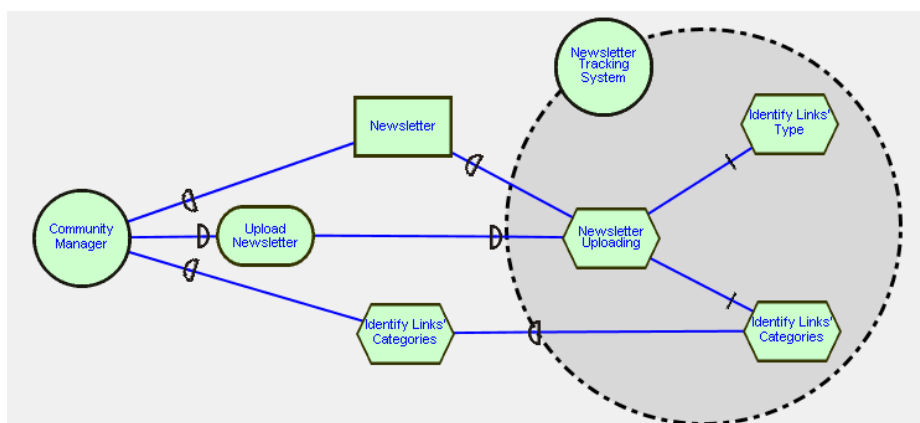 Newsletter
Tracking
System
Identify Links'
Type
Newsletter
Community
Manager
Upload
Newsletter
Newsletter
Uploading
Identify Links'
Categories
Identify Links'
Categories